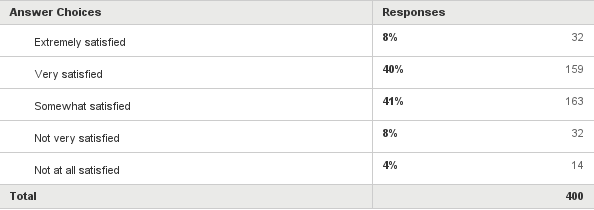 Answer Choices Responses
Extremely satisfied 8% 32
Very satisfied 40% 159
Somewhat satisfied 41% 163
Not very satisfied 8% 32
Not at all satisfied 4% 14
Total 400